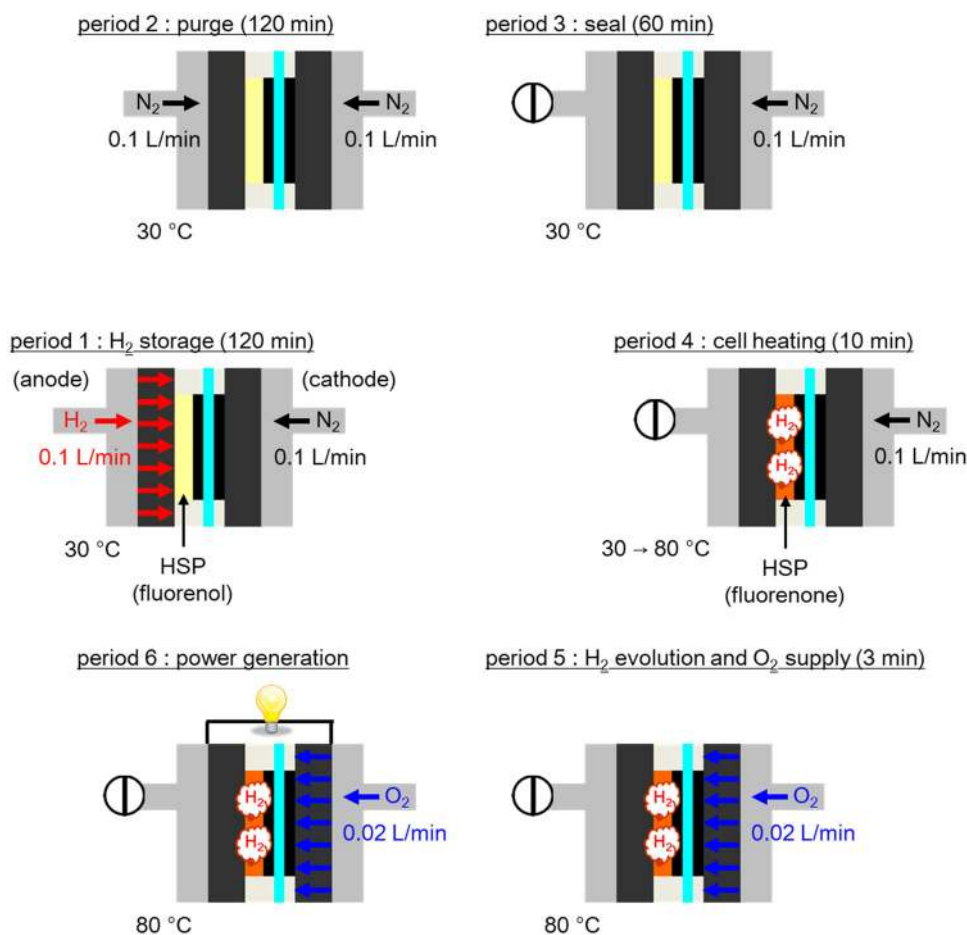 period 2 : purge (120 min)
N₂
0.1 L/min
N₂
0.1 L/min
30 °C
period 3 : seal (60 min)
N₂
0.1 L/min
30 °C
period 1 : H₂ storage (120 min)
(anode)
(cathode)
H₂
0.1 L/min
N₂
0.1 L/min
30 °C
HSP
(fluorenol)
period 4 : cell heating (10 min)
H₂
H₂
N₂
0.1 L/min
30 → 80 °C
HSP
(fluorenone)
period 6 : power generation
H₂
H₂
O₂
0.02 L/min
80 °C
period 5 : H₂ evolution and O₂ supply (3 min)
H₂
H₂
O₂
0.02 L/min
80 °C